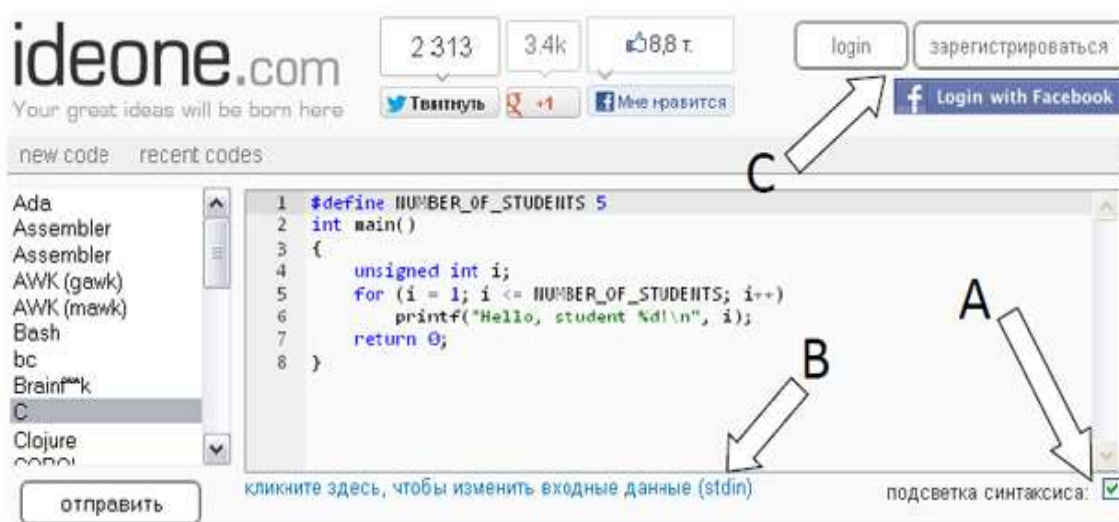 ideone.com
Your great ideas will be born here
2 313
3.4k
8,8 т.
Твитнуть
+1
Мне нравится
login
зарегистрироваться
Login with Facebook
C
new code recent codes
Ada
Assembler
Assembler
AWK (gawk)
AWK (mawk)
Bash
bc
Brainf**k
C
Clojure
COBOL
отправить
1 #define NUMBER_OF_STUDENTS 5
2 int main()
3 {
4 unsigned int i;
5 for (i = 1; i <= NUMBER_OF_STUDENTS; i++)
6 printf("Hello, student %d!\n", i);
7 return 0;
8 }
A
B
кликните здесь, чтобы изменить входные данные (stdin)
подсветка синтаксиса: